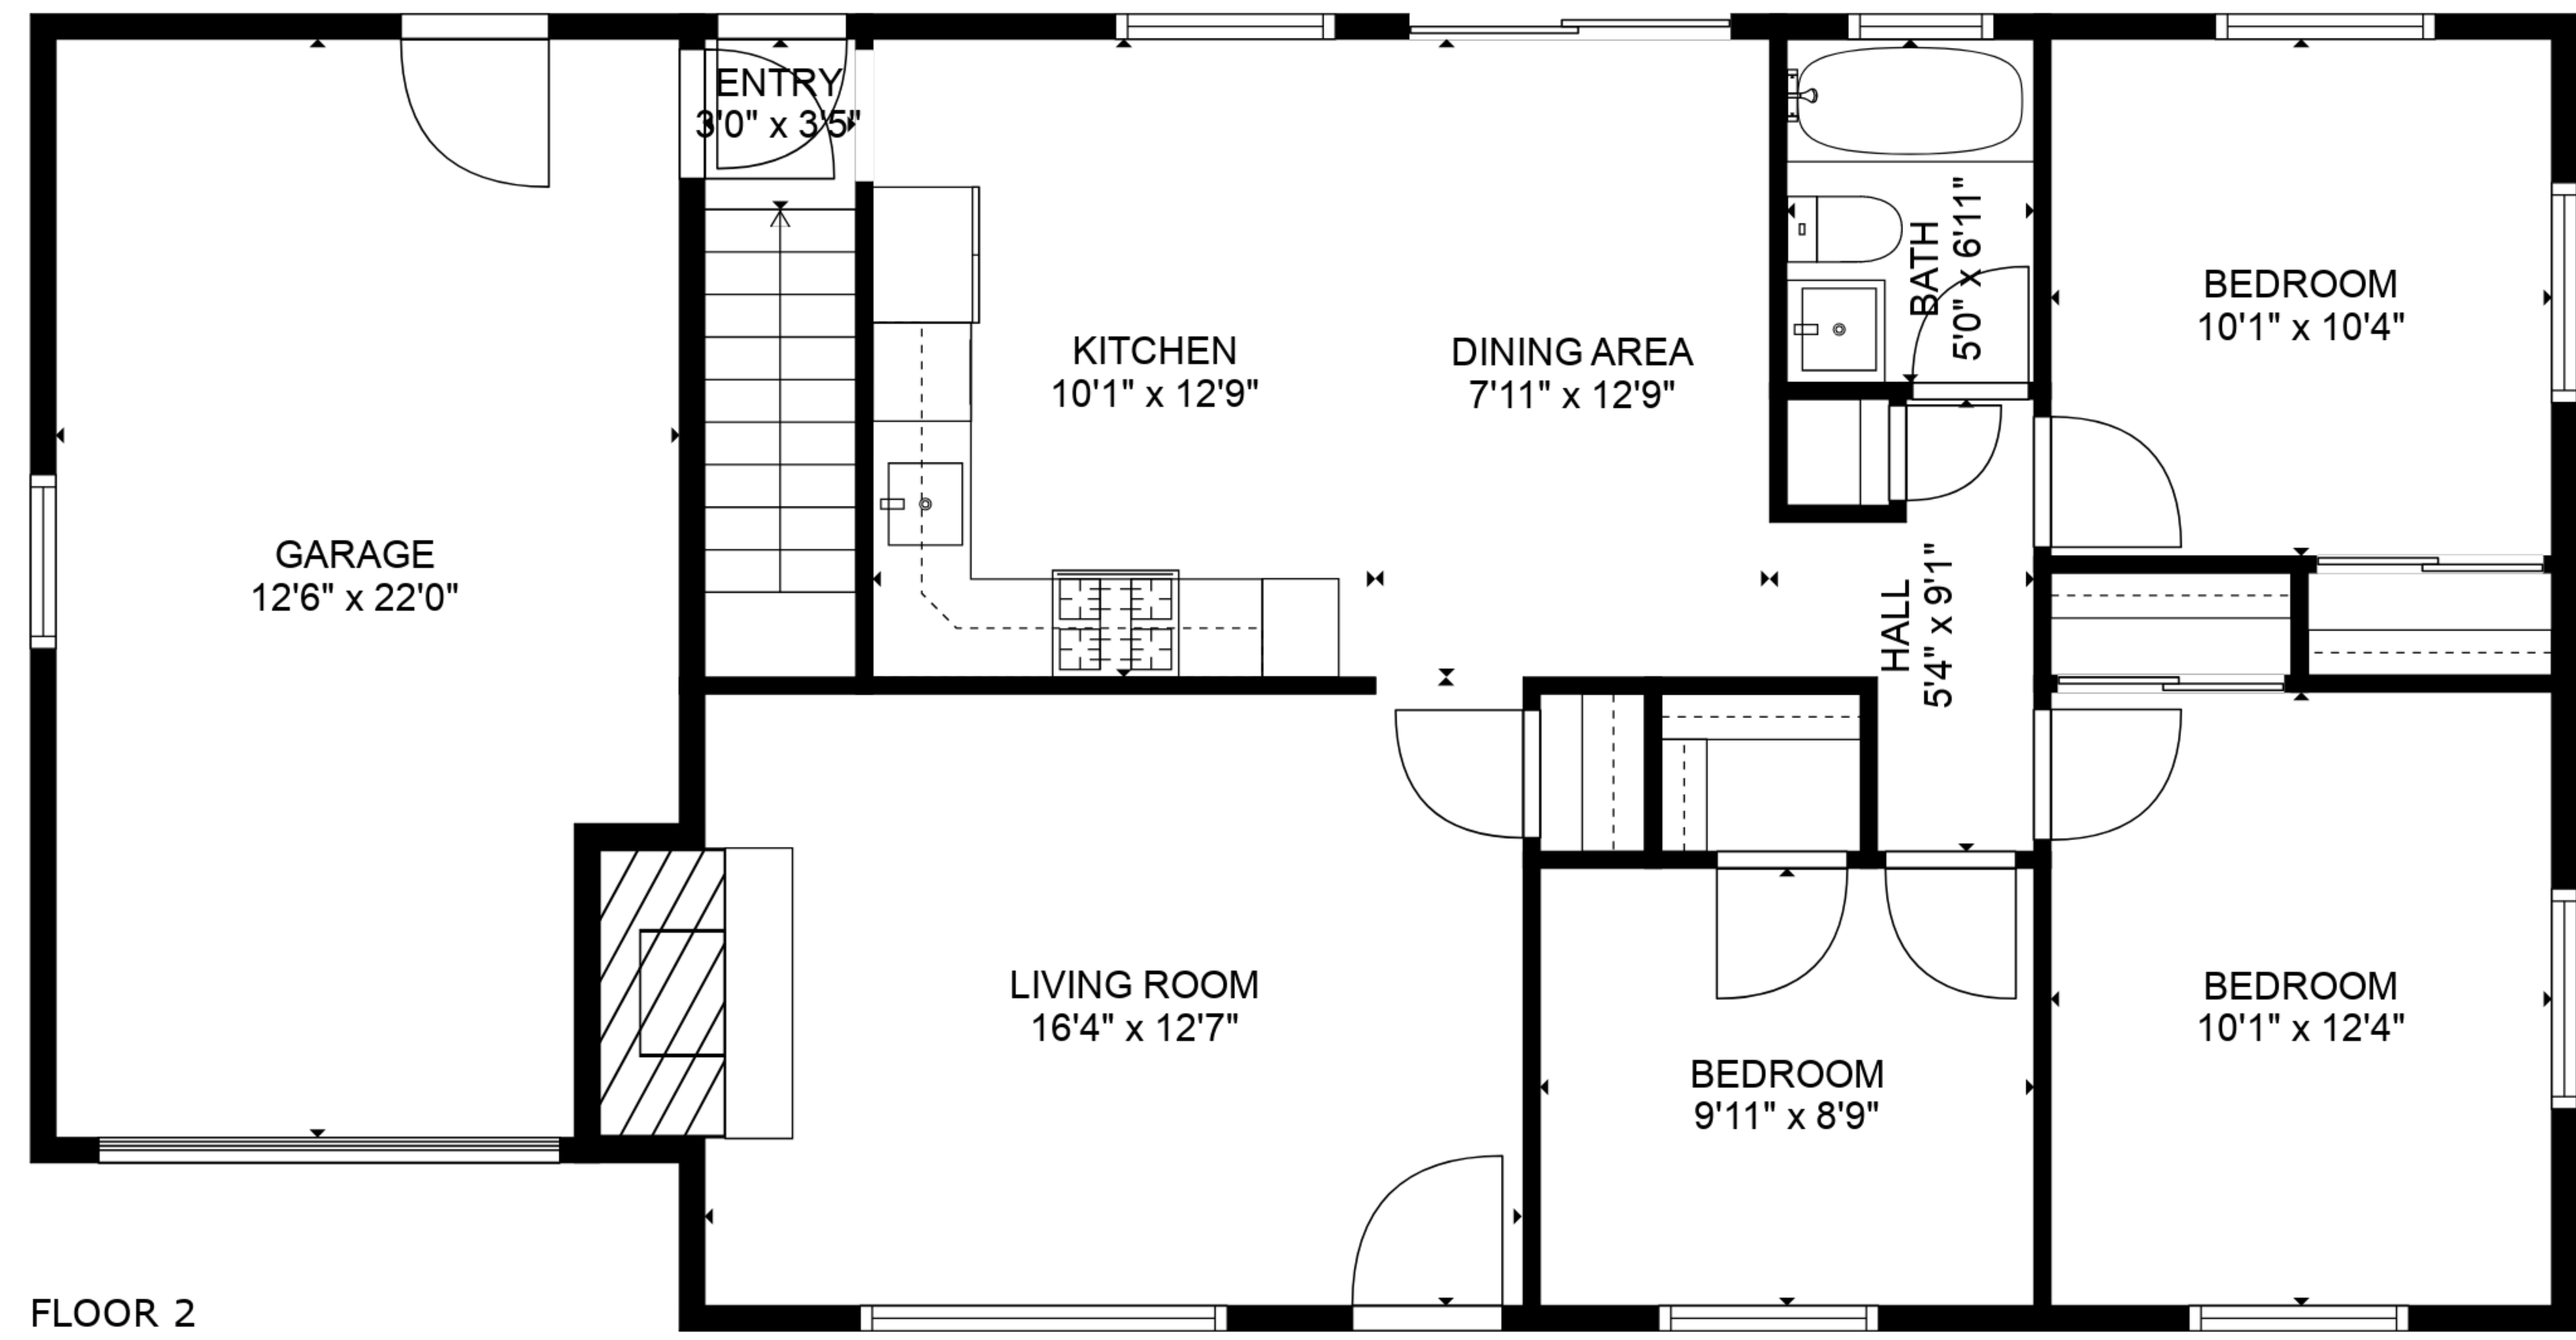 ENTRY
3'0" x 3'5"
KITCHEN
10'1" x 12'9"
DINING AREA
7'11" x 12'9"
BATH
5'0" x 6'11"
BEDROOM
10'1" x 10'4"
GARAGE
12'6" x 22'0"
HALL
5'4" x 9'1"
LIVING ROOM
16'4" x 12'7"
BEDROOM
9'11" x 8'9"
BEDROOM
10'1" x 12'4"
FLOOR 2